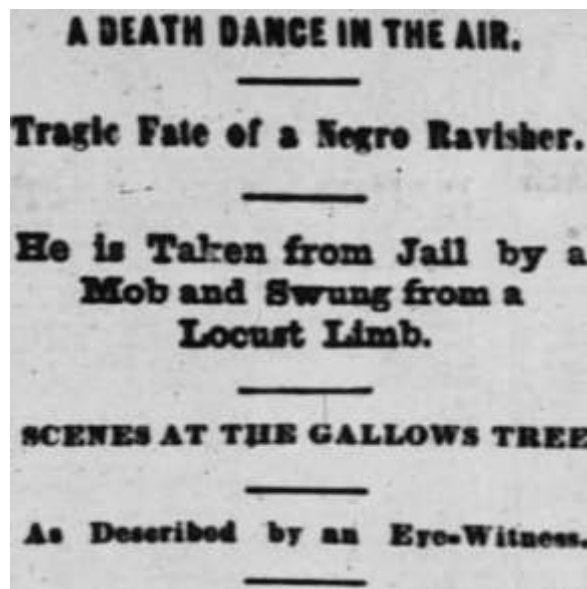 A DEATH DANCE IN THE AIR.
Tragic Fate of a Negro Ravisher.
He is Taken from Jail by a
Mob and Swung from a
Locust Limb.
SCENES AT THE GALLOWS TREE
As Described by an Eye-Witness.